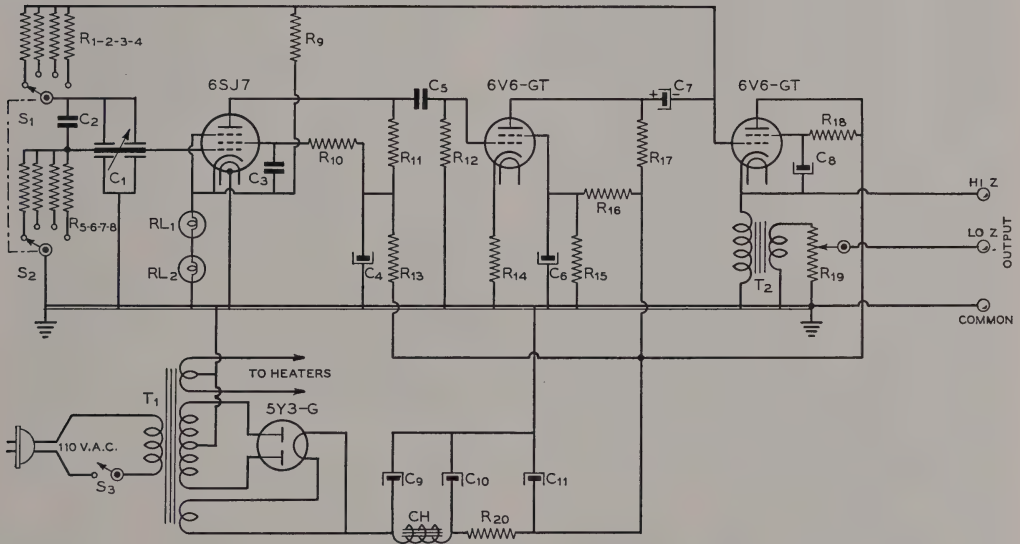 R1-2-3-4
R9
6SJ7
C5
6V6-GT
C7
+ -
6V6-GT
R18
S1
C2
C1
C3
R10
R11
R12
R17
C8
HI Z
R5-6-7-8
RL1
R16
LO Z
OUTPUT
S2
RL2
C4
R13
R14
C6
R15
T2
R19
COMMON
TO HEATERS
T1
5Y3-G
110 V.A.C.
S3
C9
C10
C11
CH
R20